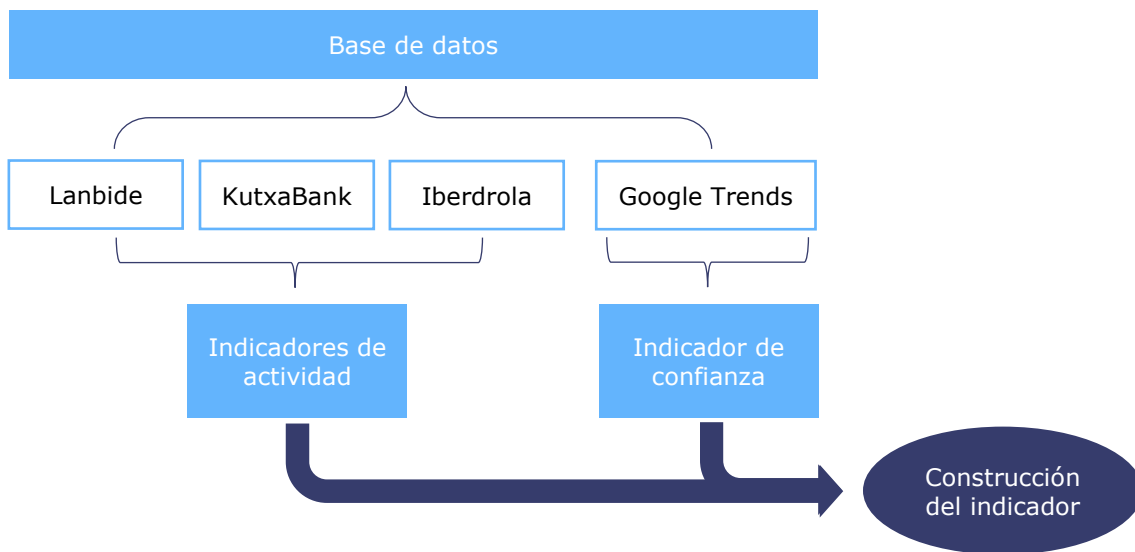 Base de datos
Lanbide
KutxaBank
Iberdrola
Google Trends
Indicadores de
actividad
Indicador de
confianza
Construcción
del indicador